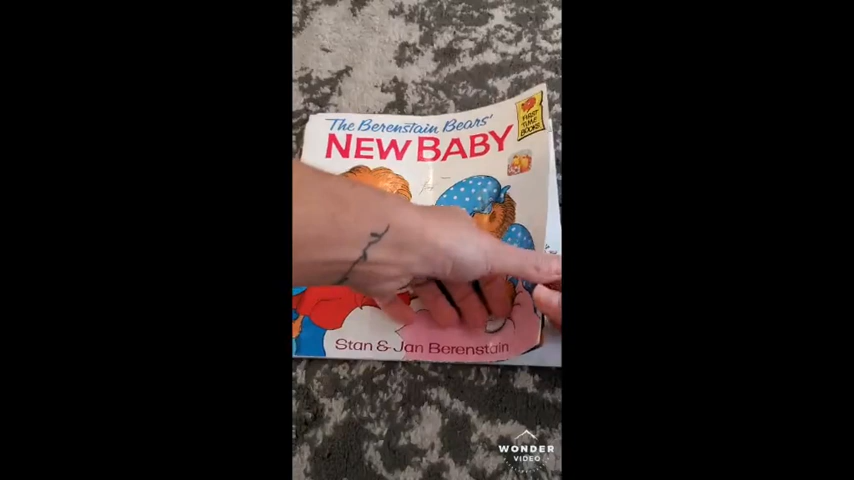 The Berenstain Bears'
NEW BABY
FIRST
TIME
BOOKS
Stan & Jan Berenstain
WONDER
VIDEO